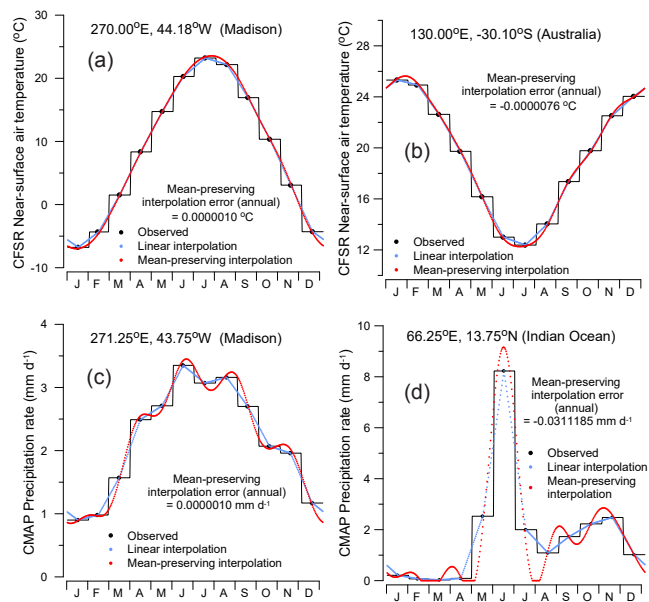 270.00°E, 44.18°W (Madison)
(a)
CFSR Near-surface air temperature (°C)
30
20
10
0
-10
Mean-preserving
interpolation error (annual)
= 0.0000010 °C
Observed
Linear interpolation
Mean-preserving interpolation
J F M A M J J A S O N D
130.00°E, -30.10°S (Australia)
(b)
CFSR Near-surface air temperature (°C)
28
24
20
16
12
Mean-preserving
interpolation error (annual)
= -0.0000076 °C
Observed
Linear interpolation
Mean-preserving interpolation
J F M A M J J A S O N D
271.25°E, 43.75°W (Madison)
(c)
CMAP Precipitation rate (mm d-1)
4
3
2
1
0
Mean-preserving
interpolation error (annual)
= 0.0000010 mm d-1
Observed
Linear interpolation
Mean-preserving interpolation
J F M A M J J A S O N D
66.25°E, 13.75°N (Indian Ocean)
(d)
CMAP Precipitation rate (mm d-1)
10
8
6
4
2
0
Mean-preserving
interpolation error
(annual)
= -0.0311185 mm d-1
Observed
Linear interpolation
Mean-preserving
interpolation
J F M A M J J A S O N D